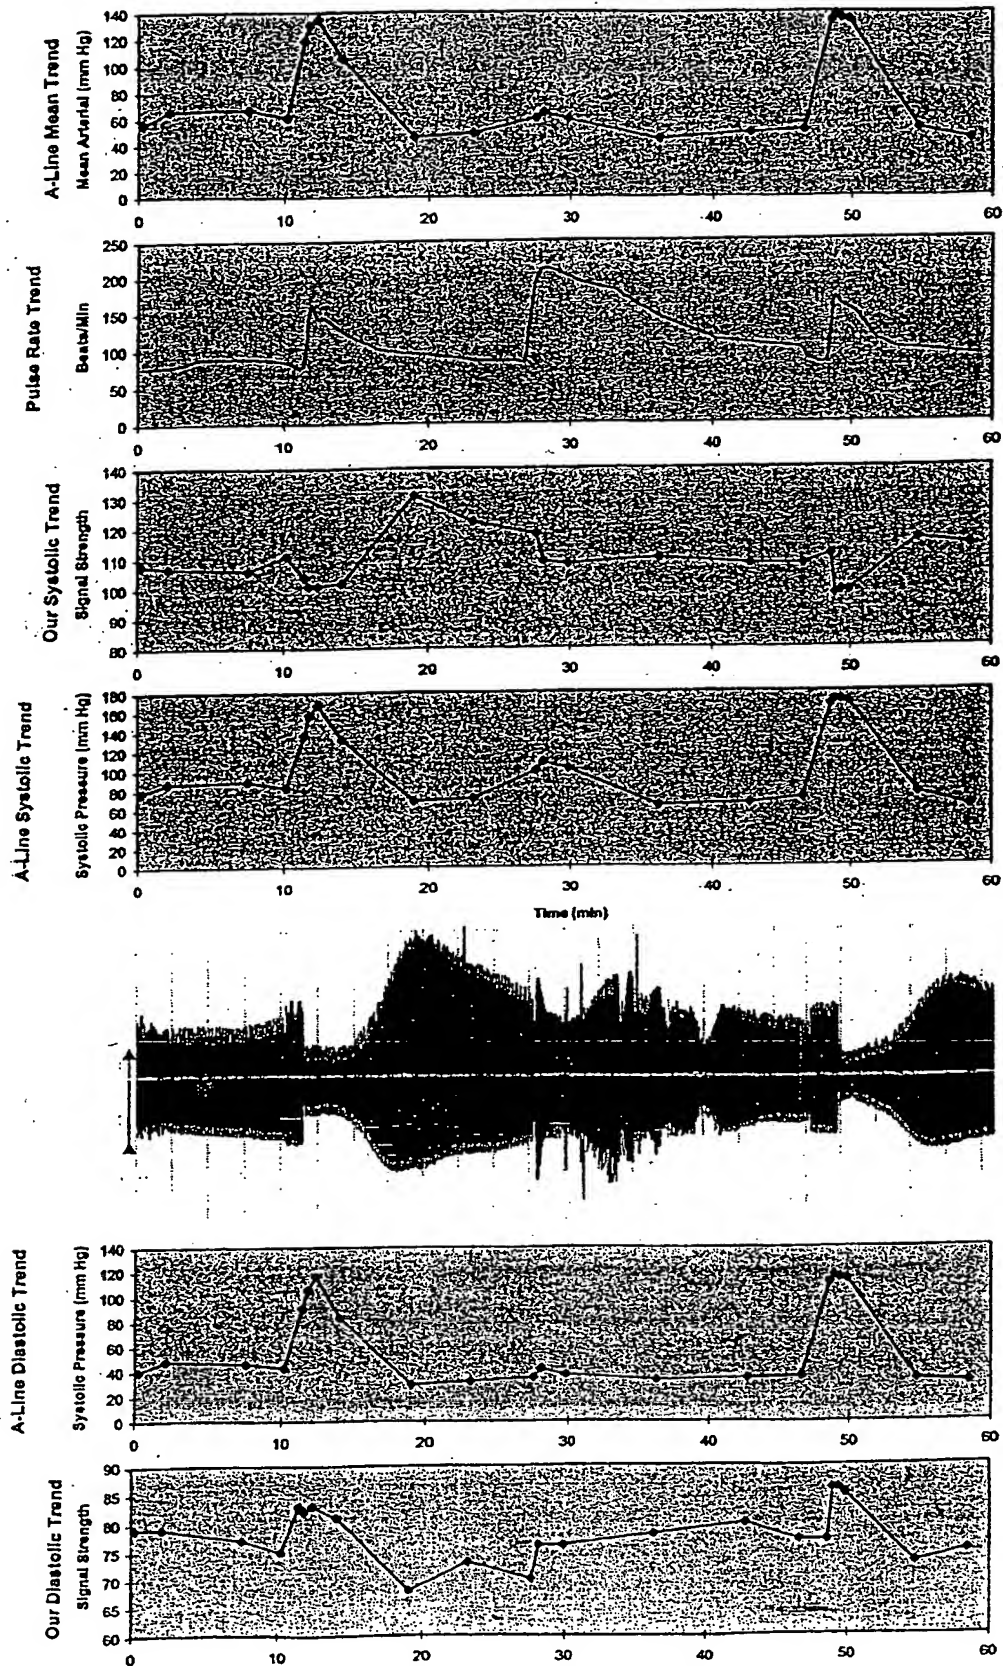 A-Line Mean Trend
Mean Arterial (mm Hg)
140
120
100
80
60
40
20
0
0 10 20 30 40 50 60
Pulse Rate Trend
Beats/Min
250
200
150
100
50
0
0 10 20 30 40 50 60
Our Systolic Trend
Signal Strength
140
130
120
110
100
90
80
0 10 20 30 40 50 60
A-Line Systolic Trend
Systolic Pressure (mm Hg)
180
160
140
120
100
80
60
40
20
0
0 10 20 30 40 50 60
Time (min)
A-Line Diastolic Trend
Systolic Pressure (mm Hg)
140
120
100
80
60
40
20
0
0 10 20 30 40 50 60
Our Diastolic Trend
Signal Strength
90
85
80
75
70
65
60
0 10 20 30 40 50 60